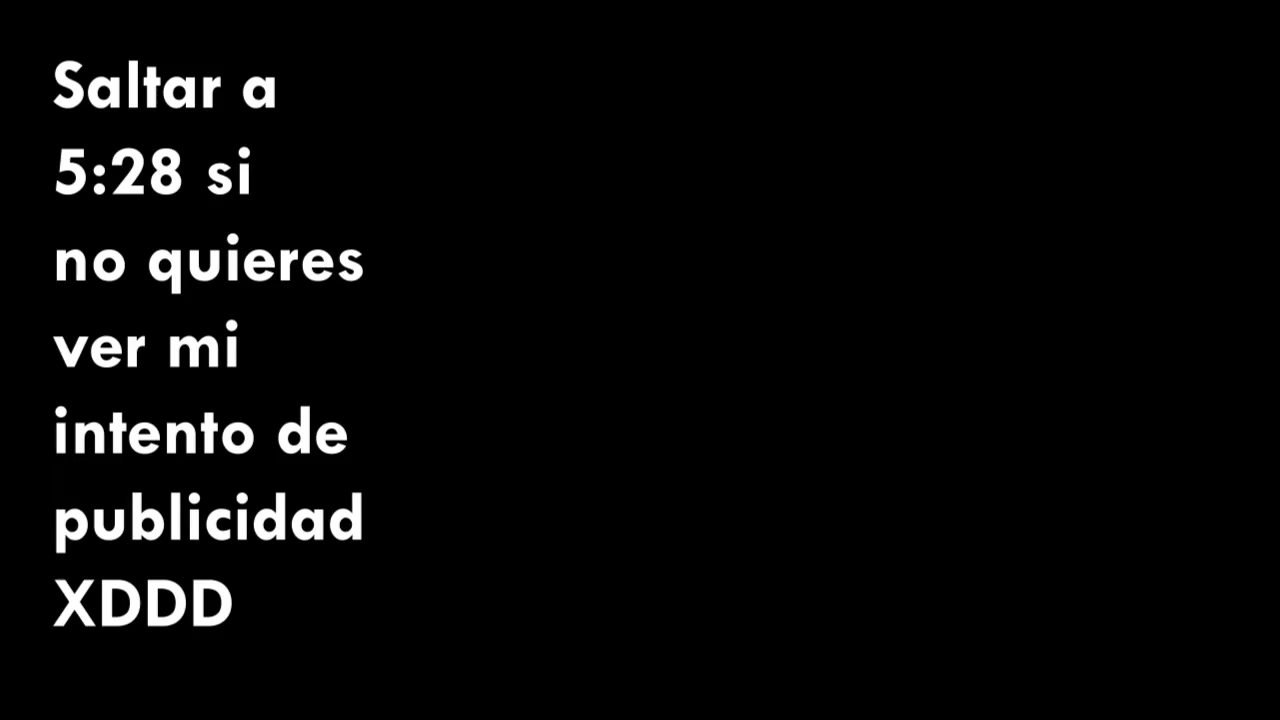 Saltar a
5:28 si
no quieres
ver mi
intento de
publicidad
XDDD